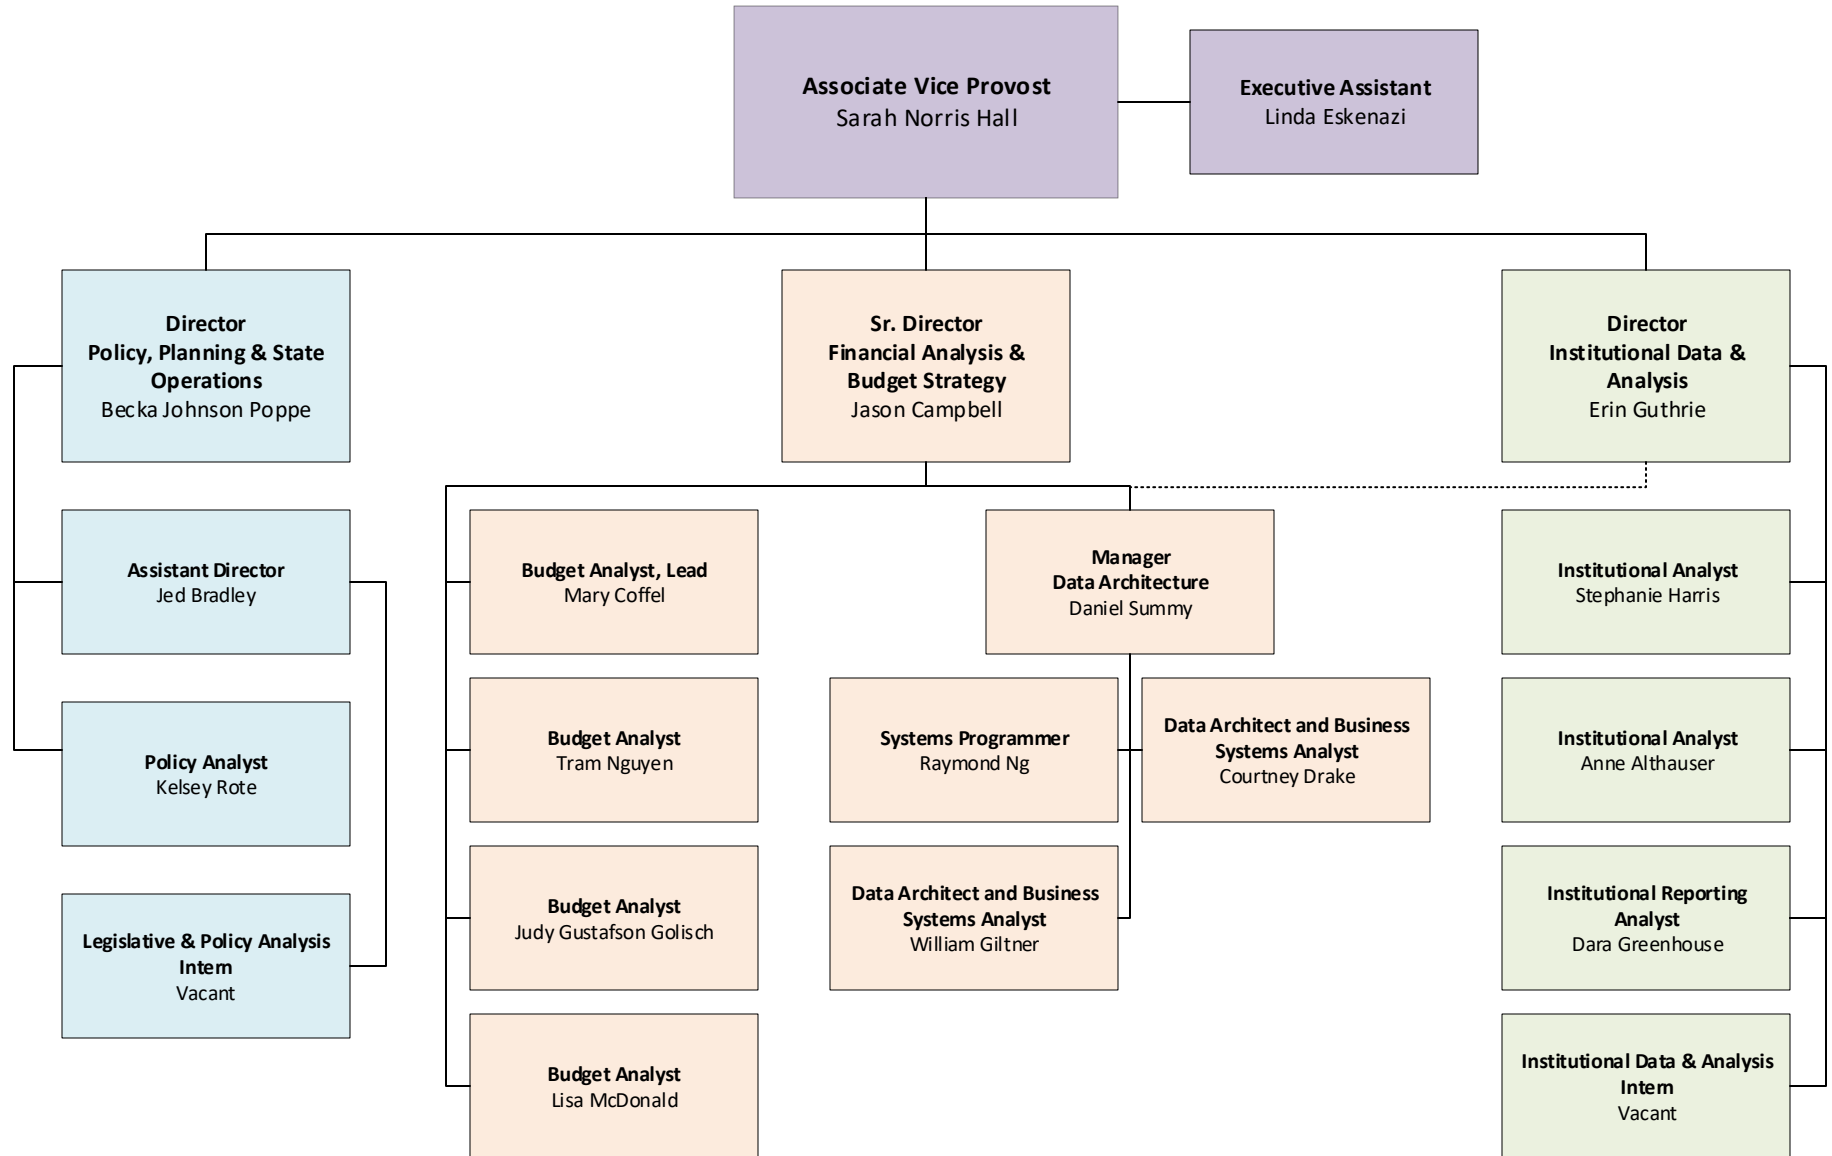 Associate Vice Provost
Sarah Norris Hall
Executive Assistant
Linda Eskenazi
Director
Policy, Planning & State
Operations
Becka Johnson Poppe
Sr. Director
Financial Analysis &
Budget Strategy
Jason Campbell
Director
Institutional Data &
Analysis
Erin Guthrie
Assistant Director
Jed Bradley
Policy Analyst
Kelsey Rote
Legislative & Policy Analysis
Intern
Vacant
Budget Analyst, Lead
Mary Coffel
Budget Analyst
Tram Nguyen
Budget Analyst
Judy Gustafson Golisch
Budget Analyst
Lisa McDonald
Manager
Data Architecture
Daniel Summy
Systems Programmer
Raymond Ng
Data Architect and Business
Systems Analyst
Courtney Drake
Data Architect and Business
Systems Analyst
William Giltner
Institutional Analyst
Stephanie Harris
Institutional Analyst
Anne Althauser
Institutional Reporting
Analyst
Dara Greenhouse
Institutional Data & Analysis
Intern
Vacant